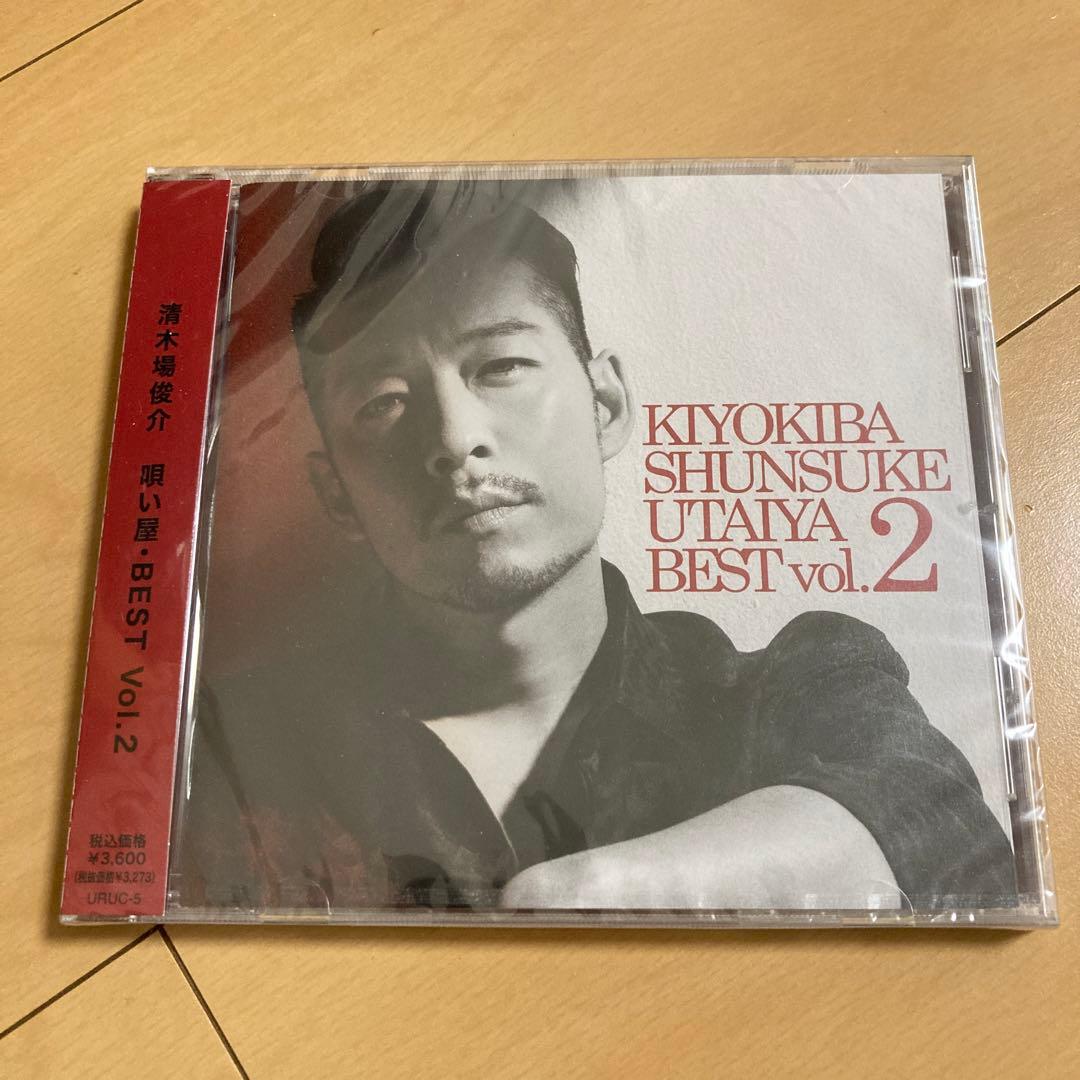 清木場俊介 唄い屋・BEST Vol.2
税込価格
¥3,600
(税抜価格¥3,273)
URUC-5
KIYOKIBA
SHUNSUKE
UTAIYA
BEST vol.2